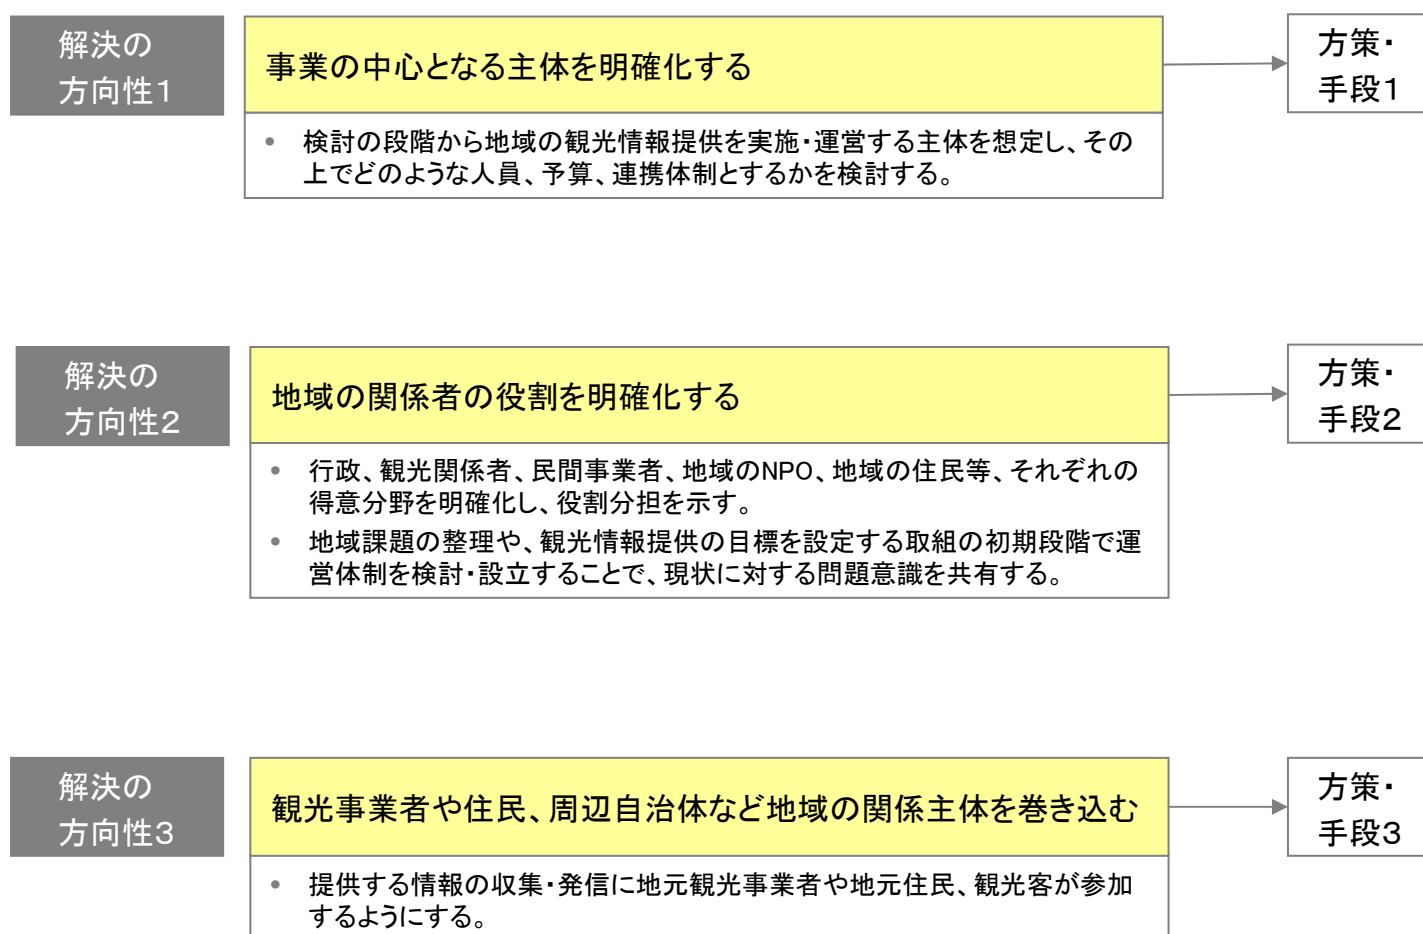 解決の
方向性1
事業の中心となる主体を明確化する
方策・
手段1
• 検討の段階から地域の観光情報提供を実施・運営する主体を想定し、その
上でどのような人員、予算、連携体制とするかを検討する。
解決の
方向性2
地域の関係者の役割を明確化する
方策・
手段2
• 行政、観光関係者、民間事業者、地域のNPO、地域の住民等、それぞれの
得意分野を明確化し、役割分担を示す。
• 地域課題の整理や、観光情報提供の目標を設定する取組の初期段階で運
営体制を検討・設立することで、現状に対する問題意識を共有する。
解決の
方向性3
観光事業者や住民、周辺自治体など地域の関係主体を巻き込む
方策・
手段3
• 提供する情報の収集・発信に地元観光事業者や地元住民、観光客が参加
するようにする。